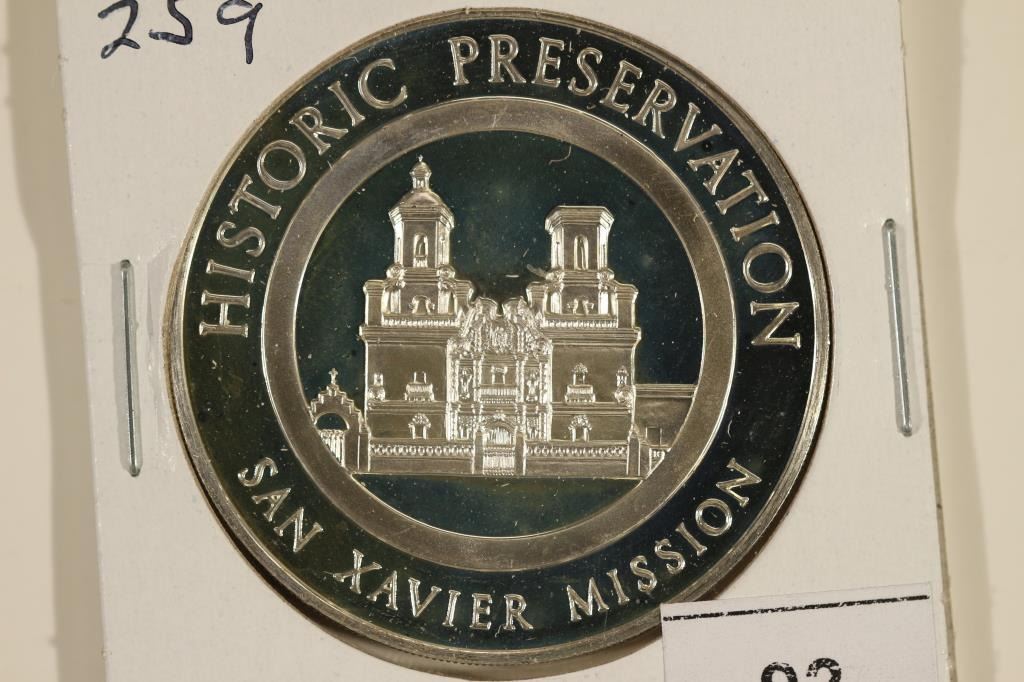 259
HISTORIC PRESERVATION
SAN XAVIER MISSION